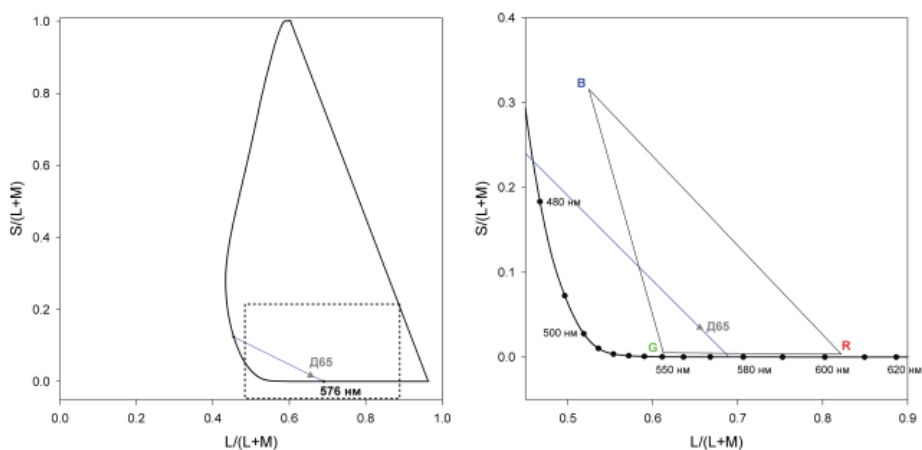 1.0
0.8
0.6
0.4
0.2
0.0
S/(L+M)
0.0 0.2 0.4 0.6 0.8 1.0
L/(L+M)
Д65
576 нм
0.4
0.3
0.2
0.1
0.0
S/(L+M)
B
480 нм
500 нм
Д65
G
R
550 нм 580 нм 600 нм 620 нм
0.5 0.6 0.7 0.8 0.9
L/(L+M)